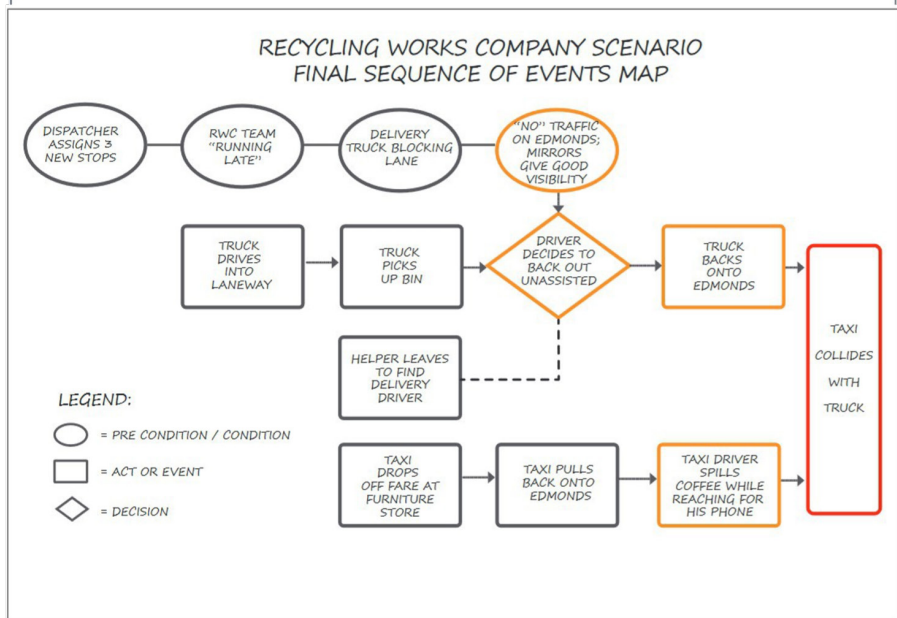 RECYCLING WORKS COMPANY SCENARIO
FINAL SEQUENCE OF EVENTS MAP
DISPATCHER
ASSIGNS 3
NEW STOPS
RWC TEAM
"RUNNING
LATE"
DELIVERY
TRUCK BLOCKING
LANE
"NO" TRAFFIC
ON EDMONDS;
MIRRORS
GIVE GOOD
VISIBILITY
TRUCK
DRIVES
INTO
LANEWAY
TRUCK
PICKS
UP BIN
DRIVER
DECIDES TO
BACK OUT
UNASSISTED
TRUCK
BACKS
ONTO
EDMONDS
TAXI
COLLIDES
WITH
TRUCK
HELPER LEAVES
TO FIND
DELIVERY
DRIVER
LEGEND:
= PRE CONDITION / CONDITION
= ACT OR EVENT
= DECISION
TAXI
DROPS
OFF FARE AT
FURNITURE
STORE
TAXI PULLS
BACK ONTO
EDMONDS
TAXI DRIVER
SPILLS
COFFEE WHILE
REACHING FOR
HIS PHONE